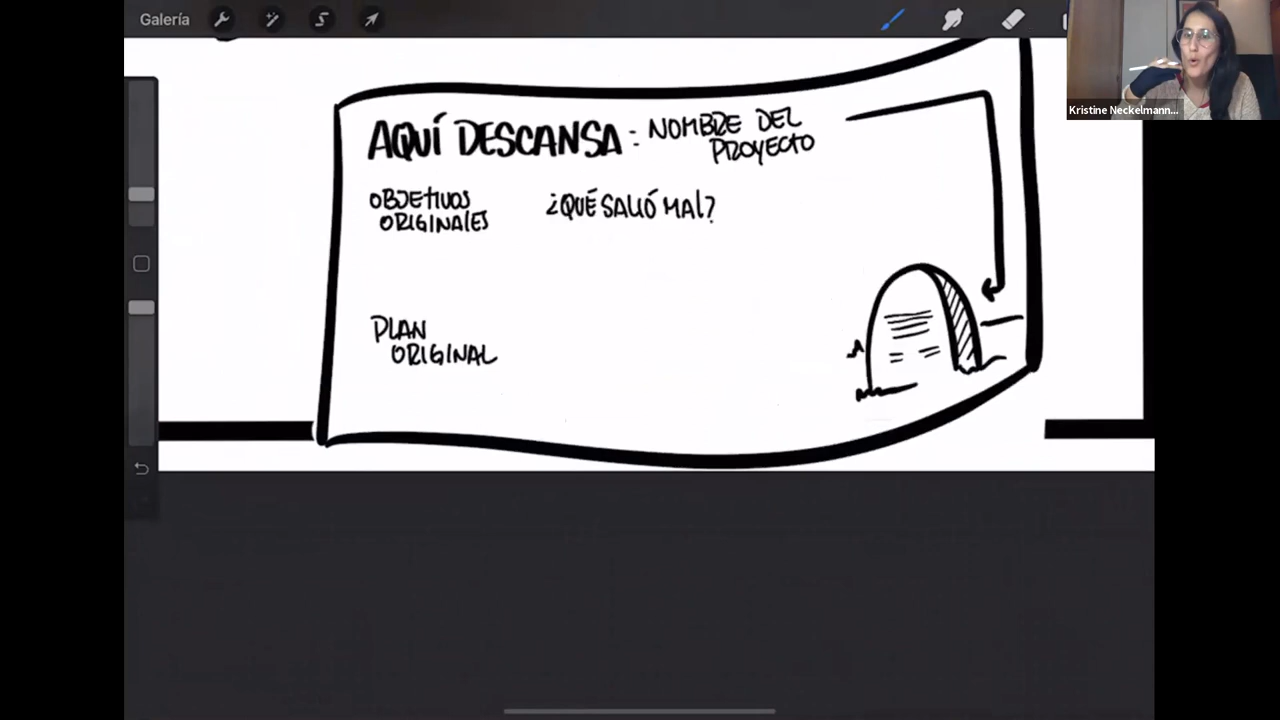 Galería
Kristine Neckelmann...
AQUÍ DESCANSA: NOMBRE DEL
PROYECTO
OBJETIVOS
ORIGINALES
¿QUÉ SALIÓ MAL?
PLAN
ORIGINAL